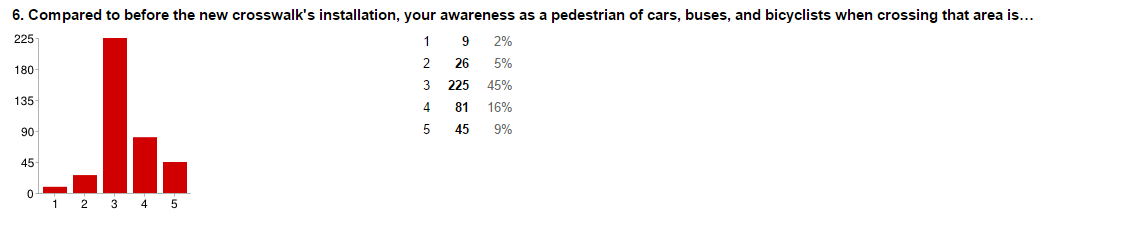 6. Compared to before the new crosswalk's installation, your awareness as a pedestrian of cars, buses, and bicyclists when crossing that area is…
225
180
135
90
45
0
1 2 3 4 5
1 9 2%
2 26 5%
3 225 45%
4 81 16%
5 45 9%